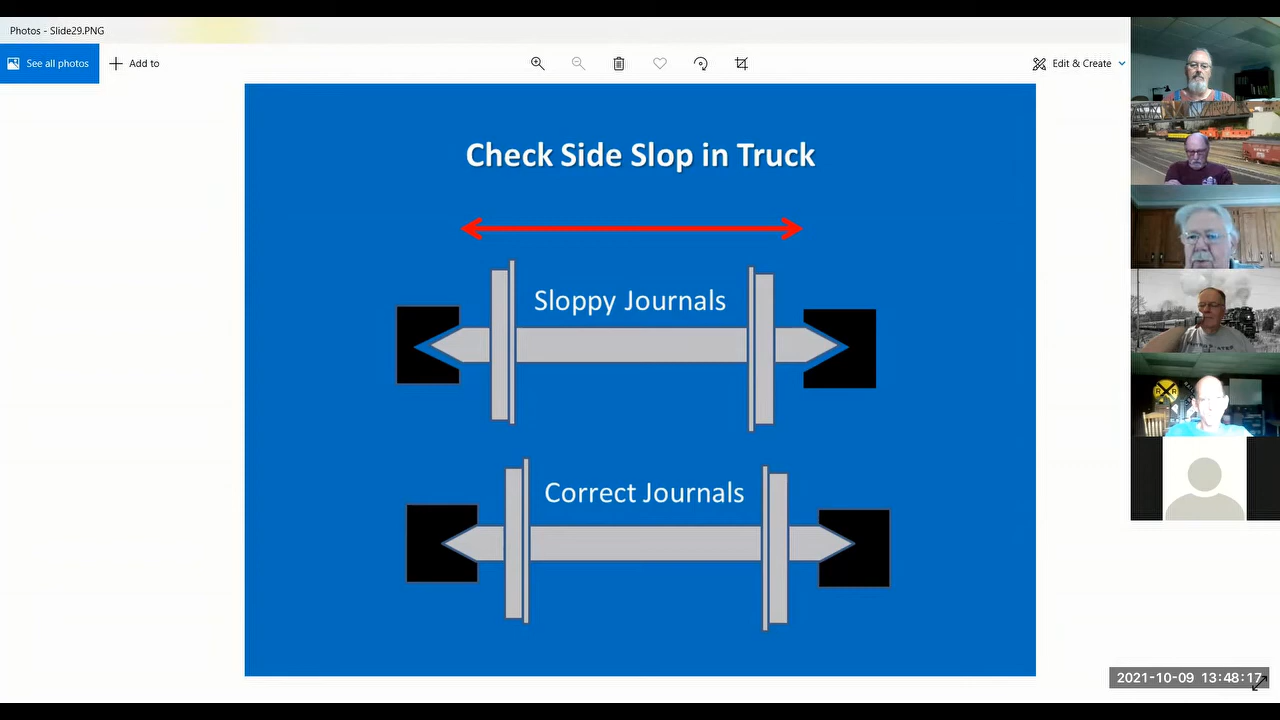 Photos - Slide29.PNG
See all photos
Add to
Edit & Create
Check Side Slop in Truck
Sloppy Journals
Correct Journals
2021-10-09 13:48:17